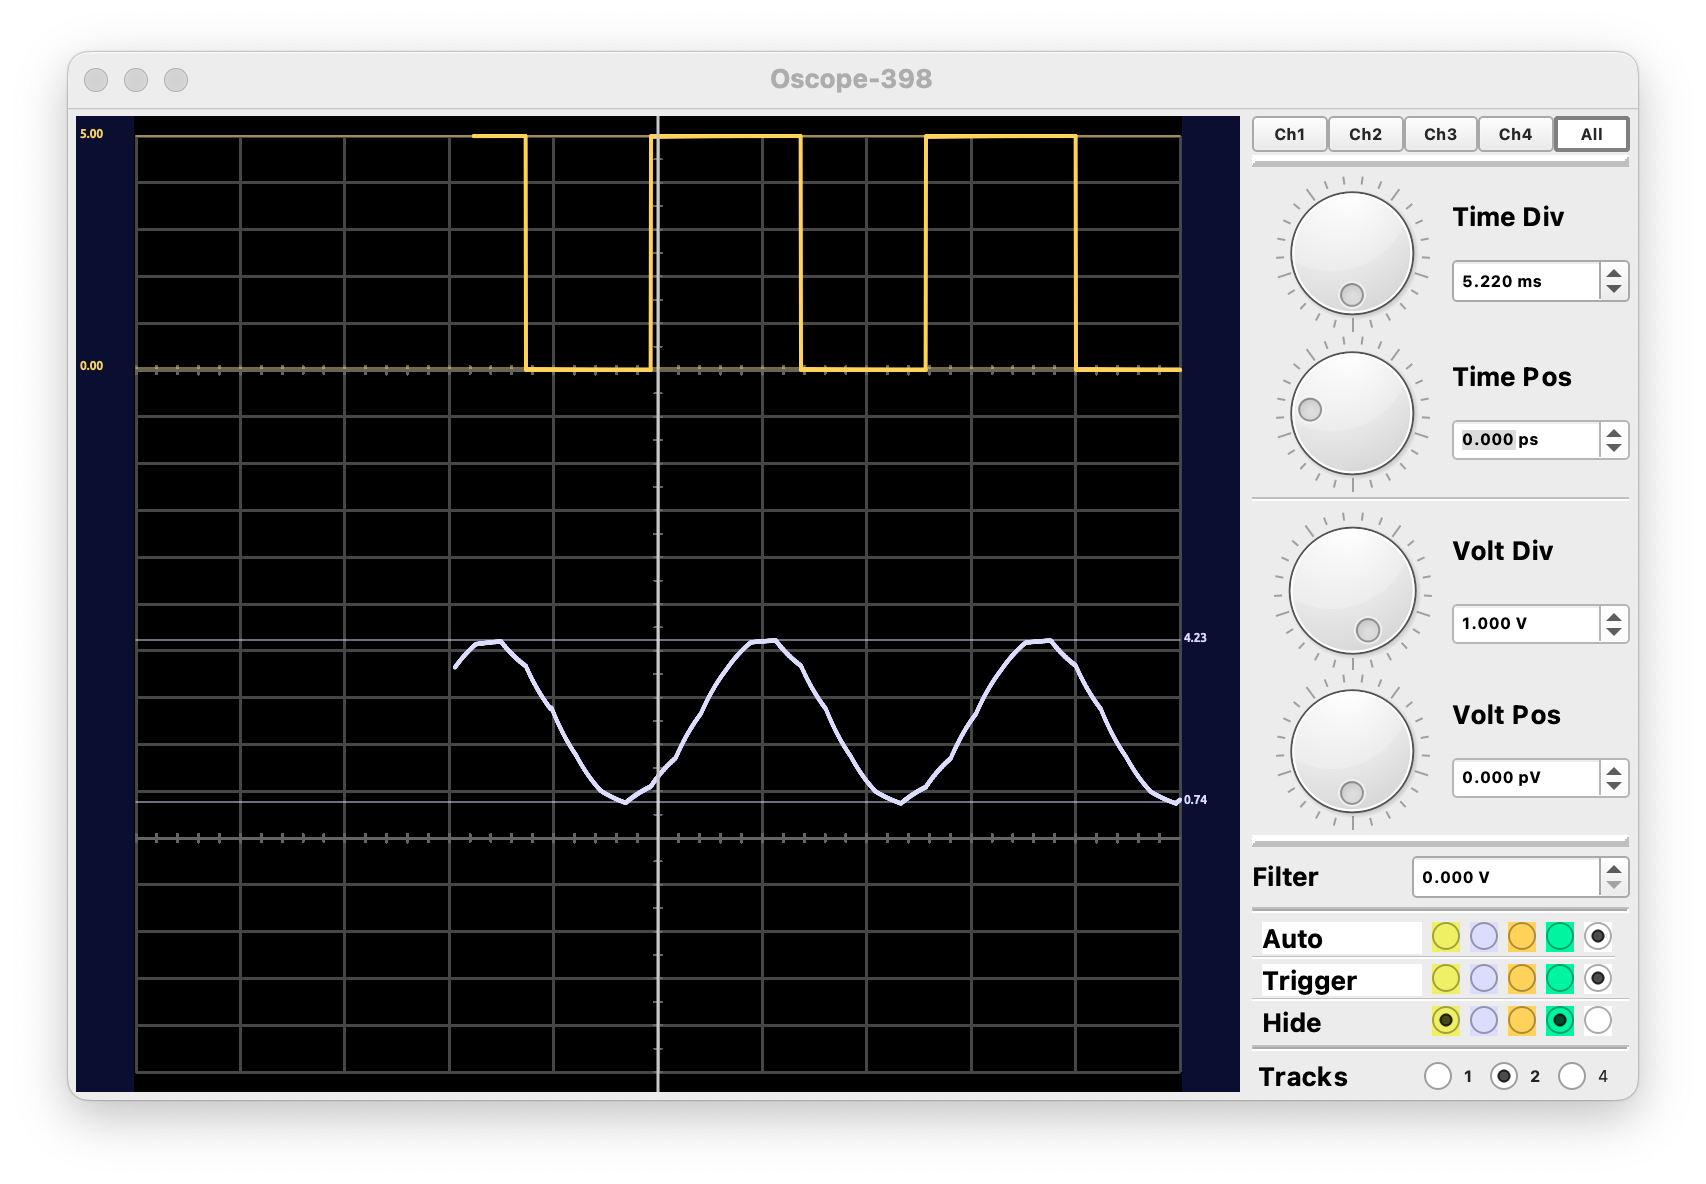 Oscope-398
5.00
0.00
4.23
0.74
Ch1 Ch2 Ch3 Ch4 All
Time Div
5.220 ms
Time Pos
0.000 ps
Volt Div
1.000 V
Volt Pos
0.000 pV
Filter 0.000 V
Auto
Trigger
Hide
Tracks 1 2 4